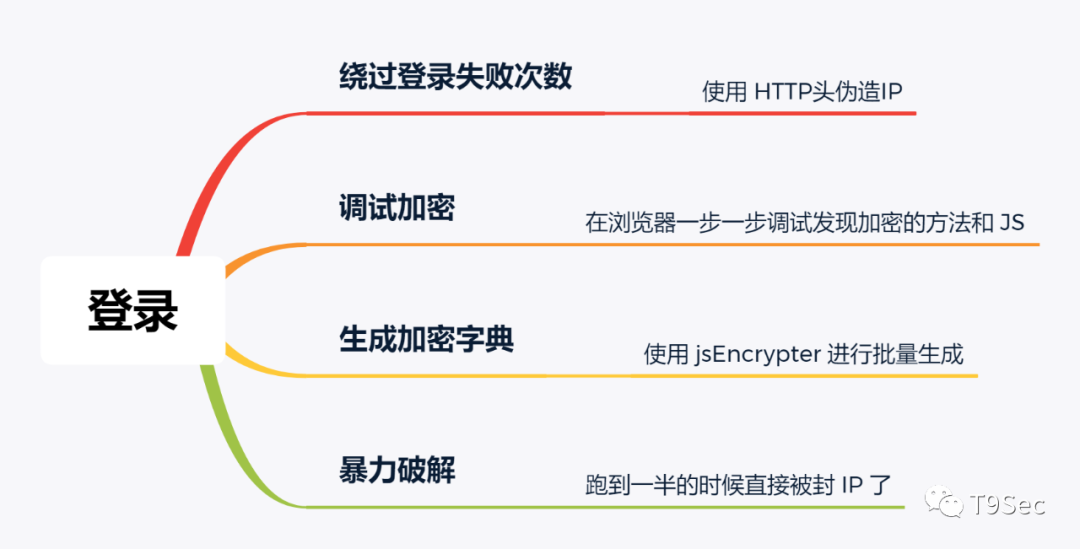 绕过登录失败次数
使用 HTTP头伪造IP
调试加密
在浏览器一步一步调试发现加密的方法和 JS
登录
生成加密字典
使用 jsEncrypter 进行批量生成
暴力破解
跑到一半的时候直接被封 IP 了
T9Sec